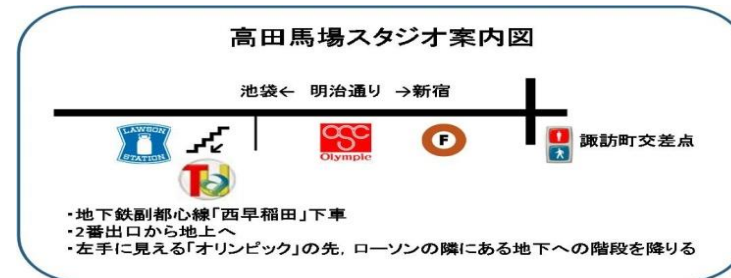 高田馬場スタジオ案内図
池袋← 明治通り →新宿
LAWSON
STATION
OSC
Olympic
F
諏訪町交差点
・地下鉄副都心線「西早稲田」下車
・2番出口から地上へ
・左手に見える「オリンピック」の先，ローソンの隣にある地下への階段を降りる